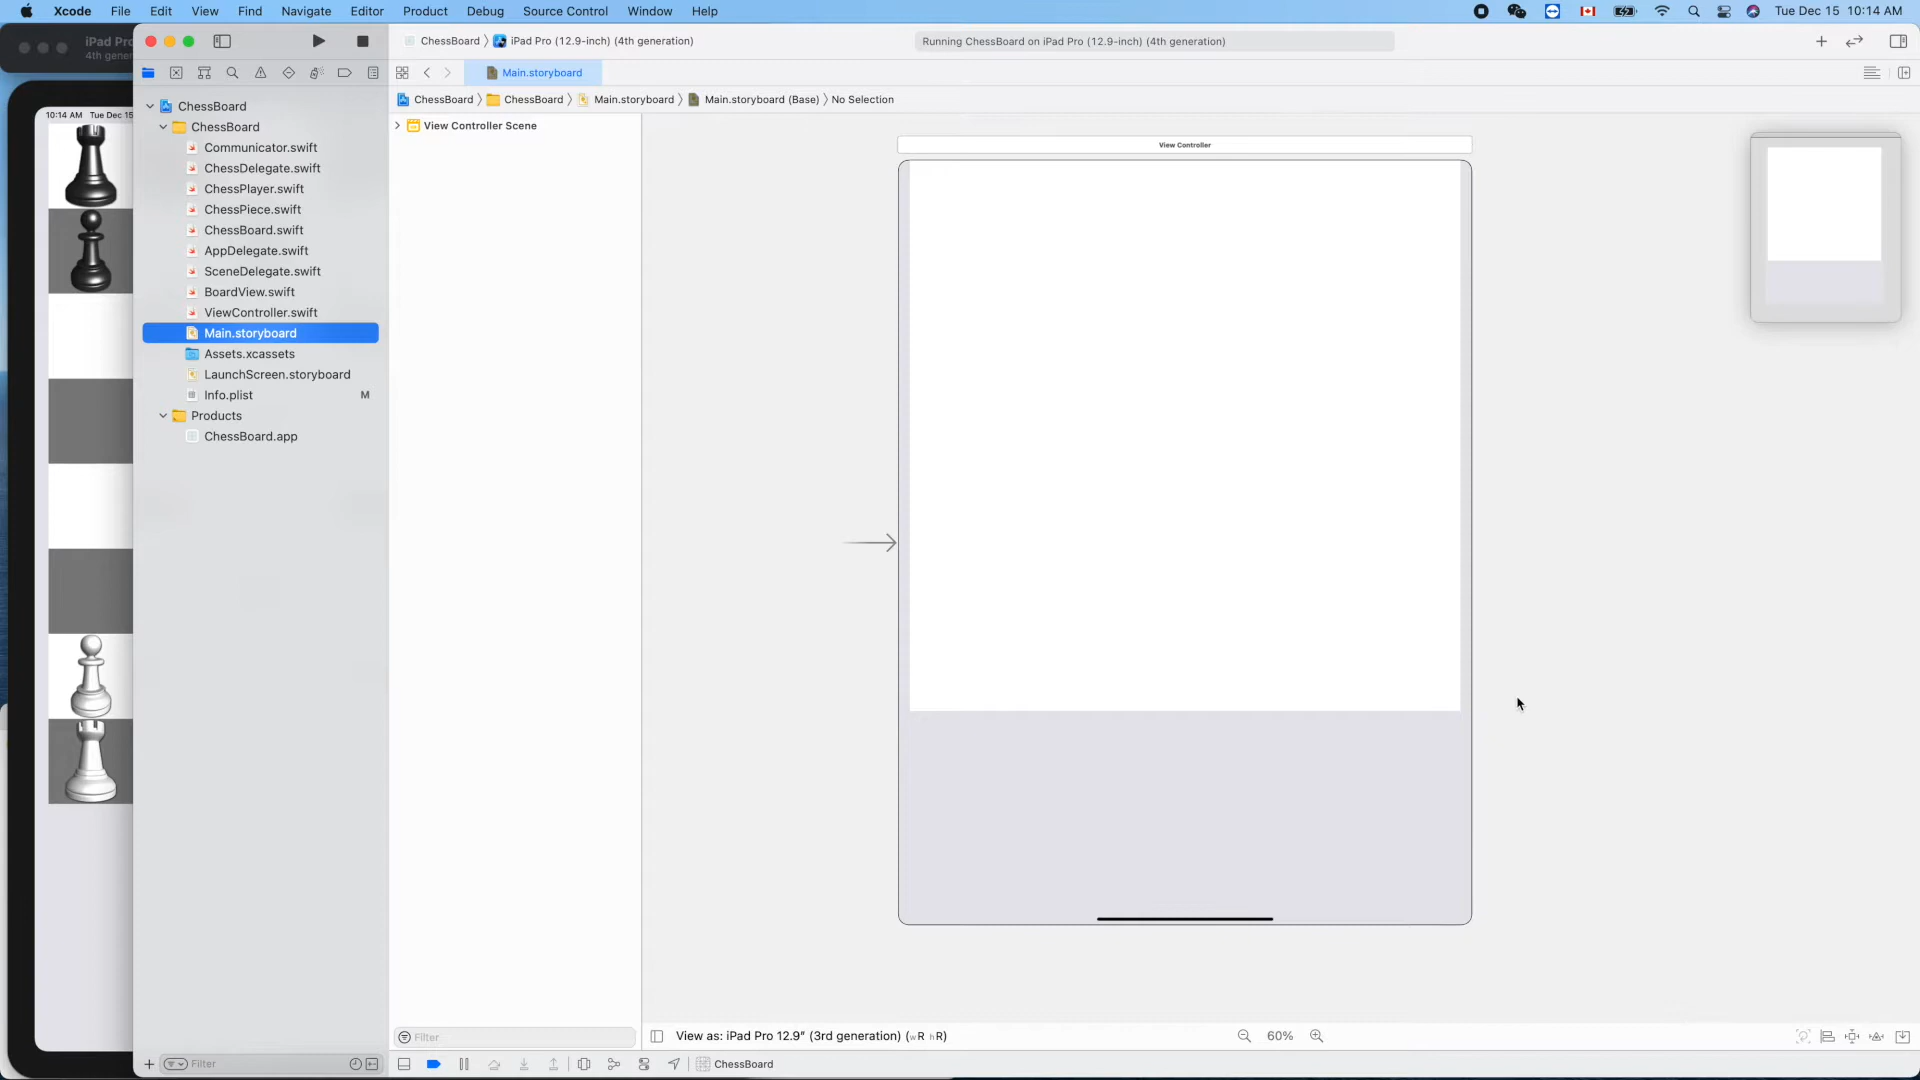 Xcode File Edit View Find Navigate Editor Product Debug Source Control Window Help Tue Dec 15 10:14 AM
iPad Pro
4th gener
ChessBoard iPad Pro (12.9-inch) (4th generation) Running ChessBoard on iPad Pro (12.9-inch) (4th generation)
Main.storyboard
ChessBoard ChessBoard Main.storyboard Main.storyboard (Base) No Selection
10:14 AM Tue Dec 15
ChessBoard
ChessBoard
Communicator.swift
ChessDelegate.swift
ChessPlayer.swift
ChessPiece.swift
ChessBoard.swift
AppDelegate.swift
SceneDelegate.swift
BoardView.swift
ViewController.swift
Main.storyboard
Assets.xcassets
LaunchScreen.storyboard
Info.plist M
Products
ChessBoard.app
View Controller Scene
View Controller
Filter
View as: iPad Pro 12.9" (3rd generation) (wR hR) 60%
Filter
ChessBoard